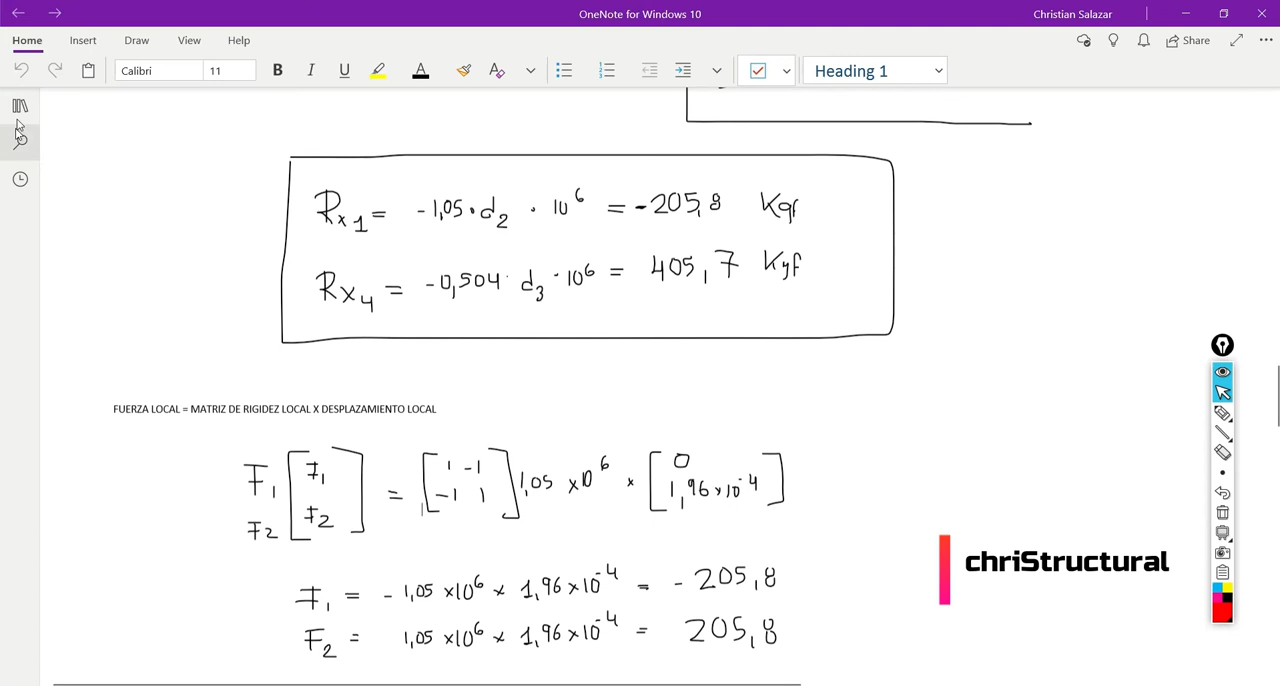 OneNote for Windows 10
Christian Salazar
Home Insert Draw View Help
Share
Calibri 11 B I U A Heading 1
Rx1 = -1,05 · d2 · 10^6 = -205,8 Kgf
Rx4 = -0,504 · d3 · 10^6 = 405,7 Kgf
FUERZA LOCAL = MATRIZ DE RIGIDEZ LOCAL X DESPLAZAMIENTO LOCAL
F1 [F1 = [1 -1 ] 1,05 x10^6 x [0 ]
F2 F2] [-1 1] [1,96x10^-4]
F1 = -1,05 x10^6 x 1,96 x10^-4 = -205,8
F2 = 1,05 x10^6 x 1,96 x10^-4 = 205,8
chriStructural